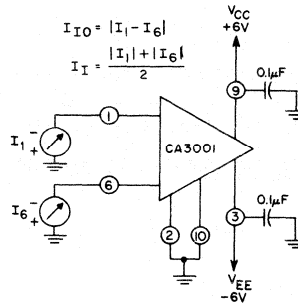 I_IO = |I_1 - I_6|
I_I = |I_1| + |I_6| / 2
V_CC
+6V
9
0.1µF
1
I_1
-
+
CA3001
6
I_6
-
+
2
10
3
0.1µF
V_EE
-6V